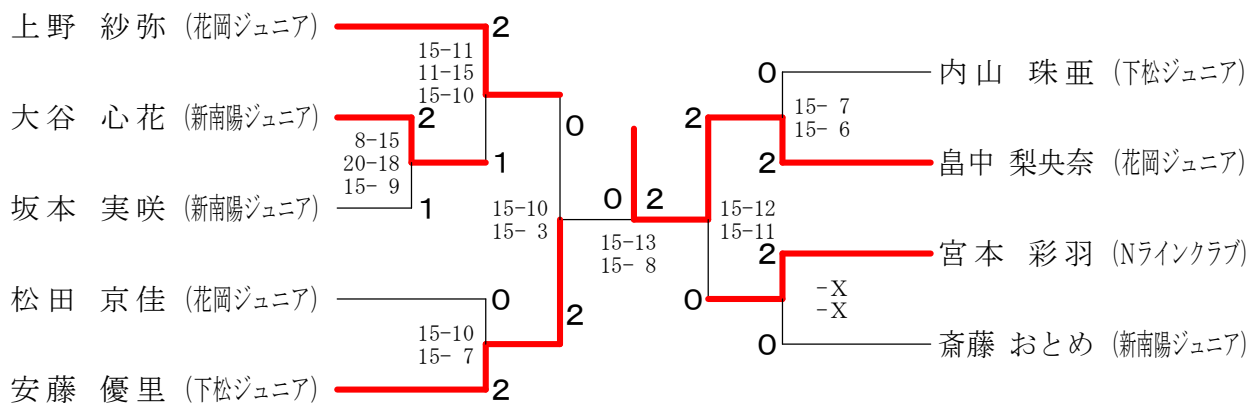 上野 紗弥 (花岡ジュニア)
2
15-11
11-15
15-10
大谷 心花 (新南陽ジュニア)
2
8-15
20-18
15- 9
1
坂本 実咲 (新南陽ジュニア)
1
0
15-10
15- 3
松田 京佳 (花岡ジュニア)
0
2
15-10
15- 7
安藤 優里 (下松ジュニア)
2
0 2
15-13
15- 8
0
内山 珠亜 (下松ジュニア)
15- 7
15- 6
2
2
畠中 梨央奈 (花岡ジュニア)
15-12
15-11
2
宮本 彩羽 (Nラインクラブ)
0
-X
-X
0
斎藤 おとめ (新南陽ジュニア)